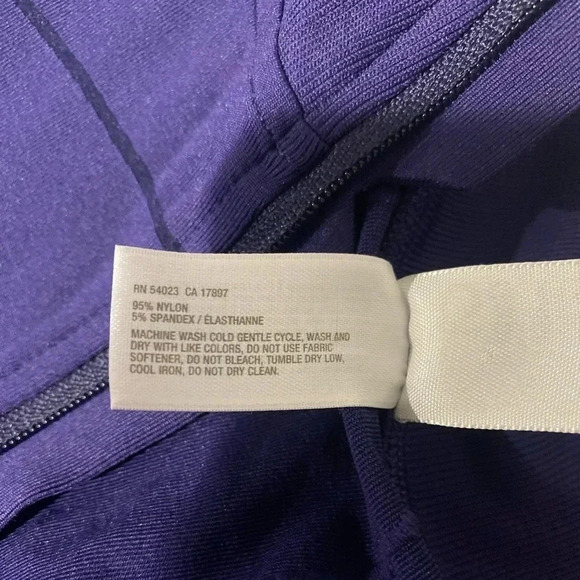 RN 54023 CA 17897
95% NYLON
5% SPANDEX / ÉLASTHANNE
MACHINE WASH COLD GENTLE CYCLE, WASH AND
DRY WITH LIKE COLORS, DO NOT USE FABRIC
SOFTENER, DO NOT BLEACH, TUMBLE DRY LOW,
COOL IRON, DO NOT DRY CLEAN.